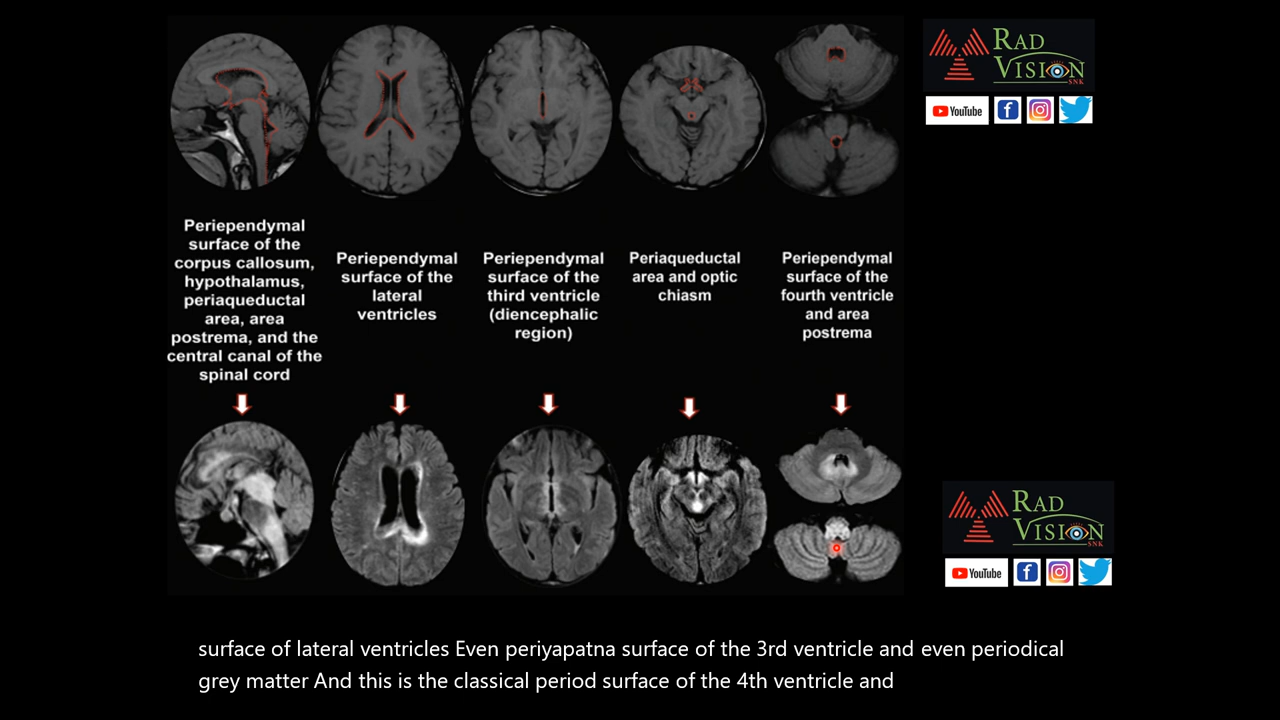 RAD
VISION
SNK
YouTube
Periependymal
surface of the
corpus callosum,
hypothalamus,
periaqueductal
area, area
postrema, and the
central canal of the
spinal cord
Periependymal
surface of the
lateral
ventricles
Periependymal
surface of the
third ventricle
(diencephalic
region)
Periaqueductal
area and optic
chiasm
Periependymal
surface of the
fourth ventricle
and area
postrema
RAD
VISION
SNK
YouTube
surface of lateral ventricles Even periyapatna surface of the 3rd ventricle and even periodical
grey matter And this is the classical period surface of the 4th ventricle and